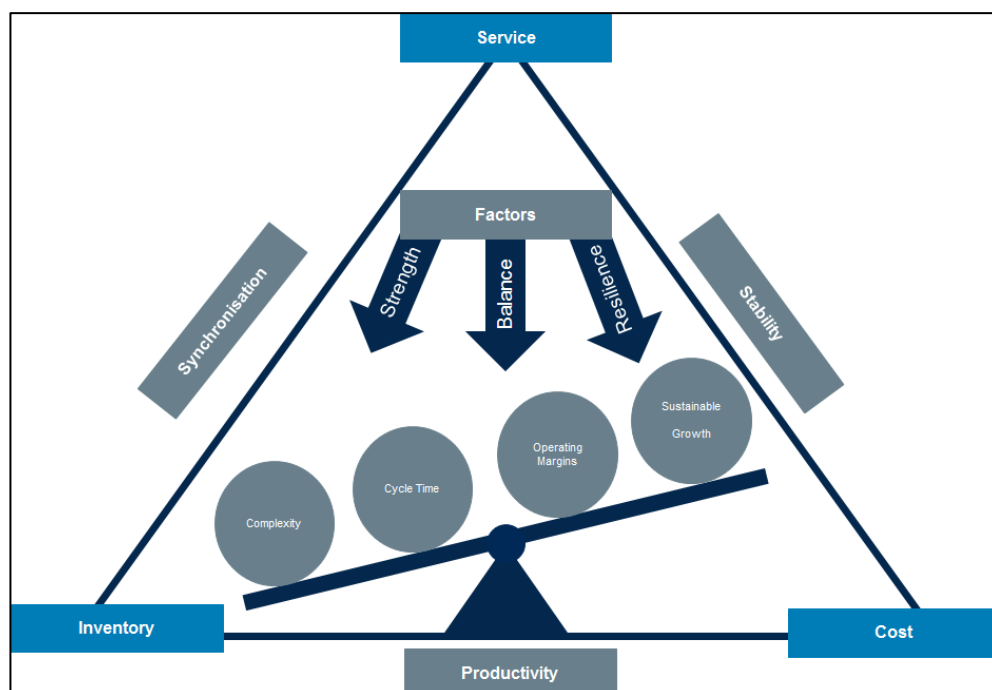 Service
Factors
Strength
Balance
Resilience
Synchronisation
Stability
Sustainable
Growth
Operating
Margins
Cycle Time
Complexity
Inventory
Cost
Productivity